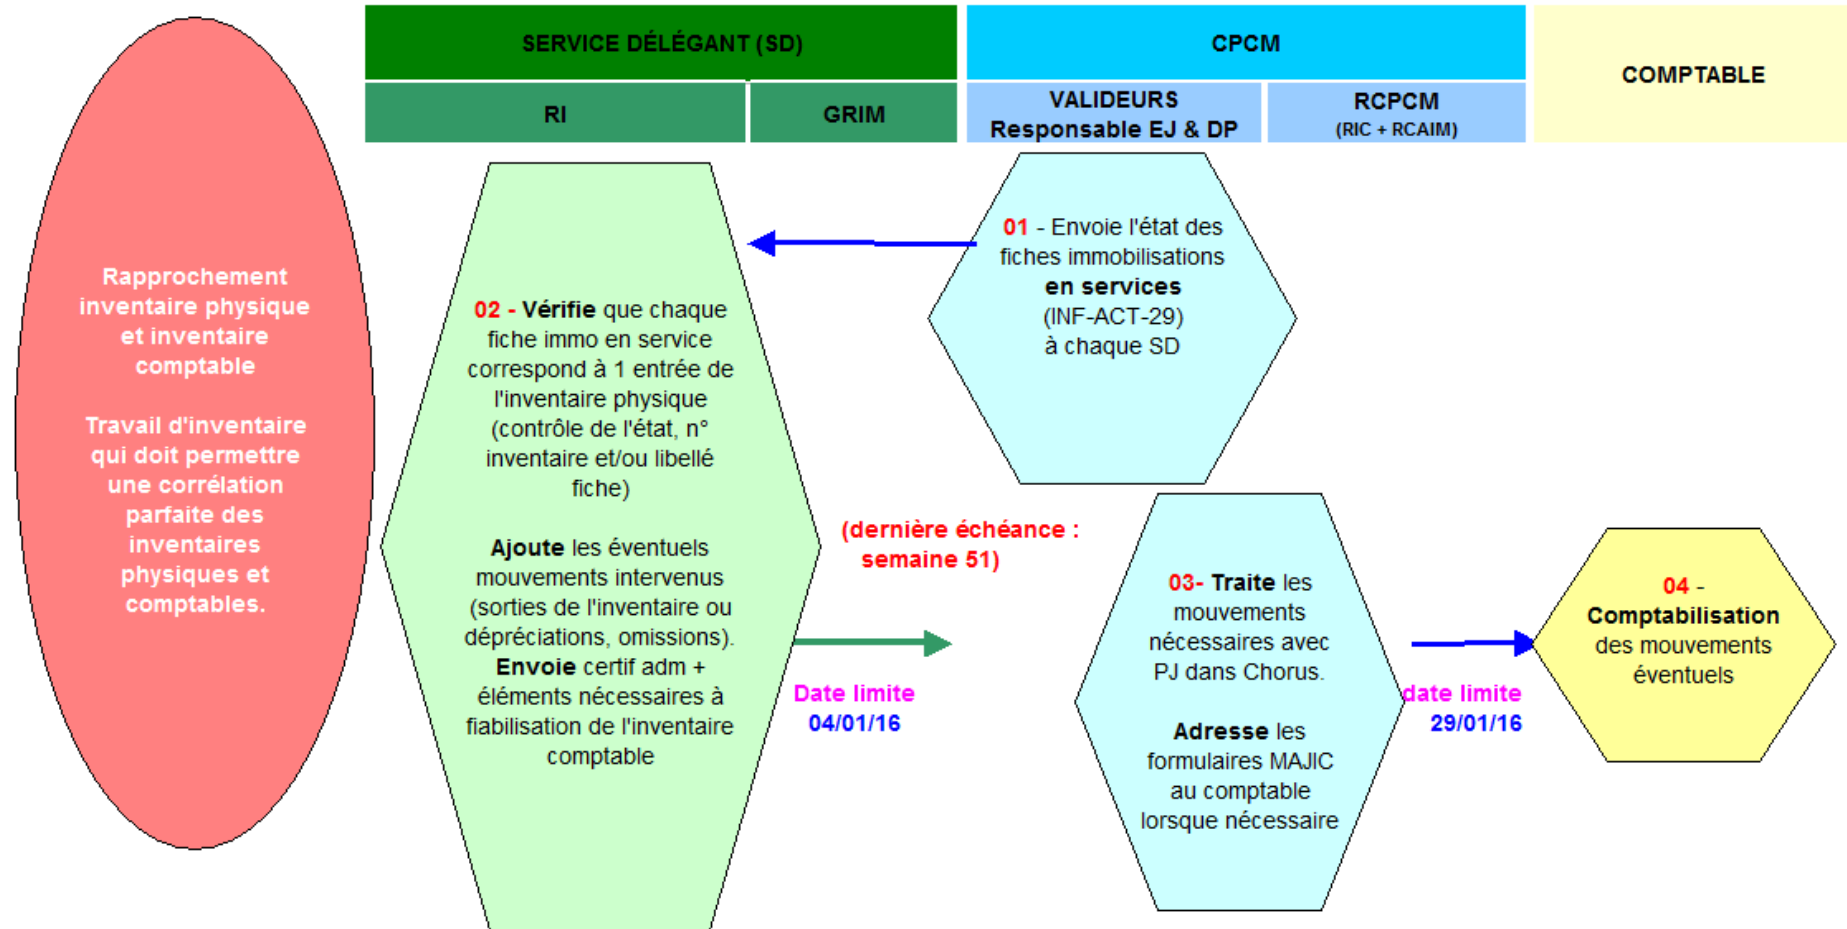 SERVICE DÉLÉGANT (SD)
CPCM
COMPTABLE
RI
GRIM
VALIDEURS
Responsable EJ & DP
RCPCM
(RIC + RCAIM)
Rapprochement
inventaire physique
et inventaire
comptable
Travail d'inventaire
qui doit permettre
une corrélation
parfaite des
inventaires
physiques et
comptables.
01 - Envoie l'état des
fiches immobilisations
en services
(INF-ACT-29)
à chaque SD
02 - Vérifie que chaque
fiche immo en service
correspond à 1 entrée de
l'inventaire physique
(contrôle de l'état, n°
inventaire et/ou libellé
fiche)
Ajoute les éventuels
mouvements intervenus
(sorties de l'inventaire ou
dépréciations, omissions).
Envoie certif adm +
éléments nécessaires à
fiabilisation de l'inventaire
comptable
(dernière échéance :
semaine 51)
Date limite
04/01/16
03- Traite les
mouvements
nécessaires avec
PJ dans Chorus.
Adresse les
formulaires MAJIC
au comptable
lorsque nécessaire
date limite
29/01/16
04 -
Comptabilisation
des mouvements
éventuels